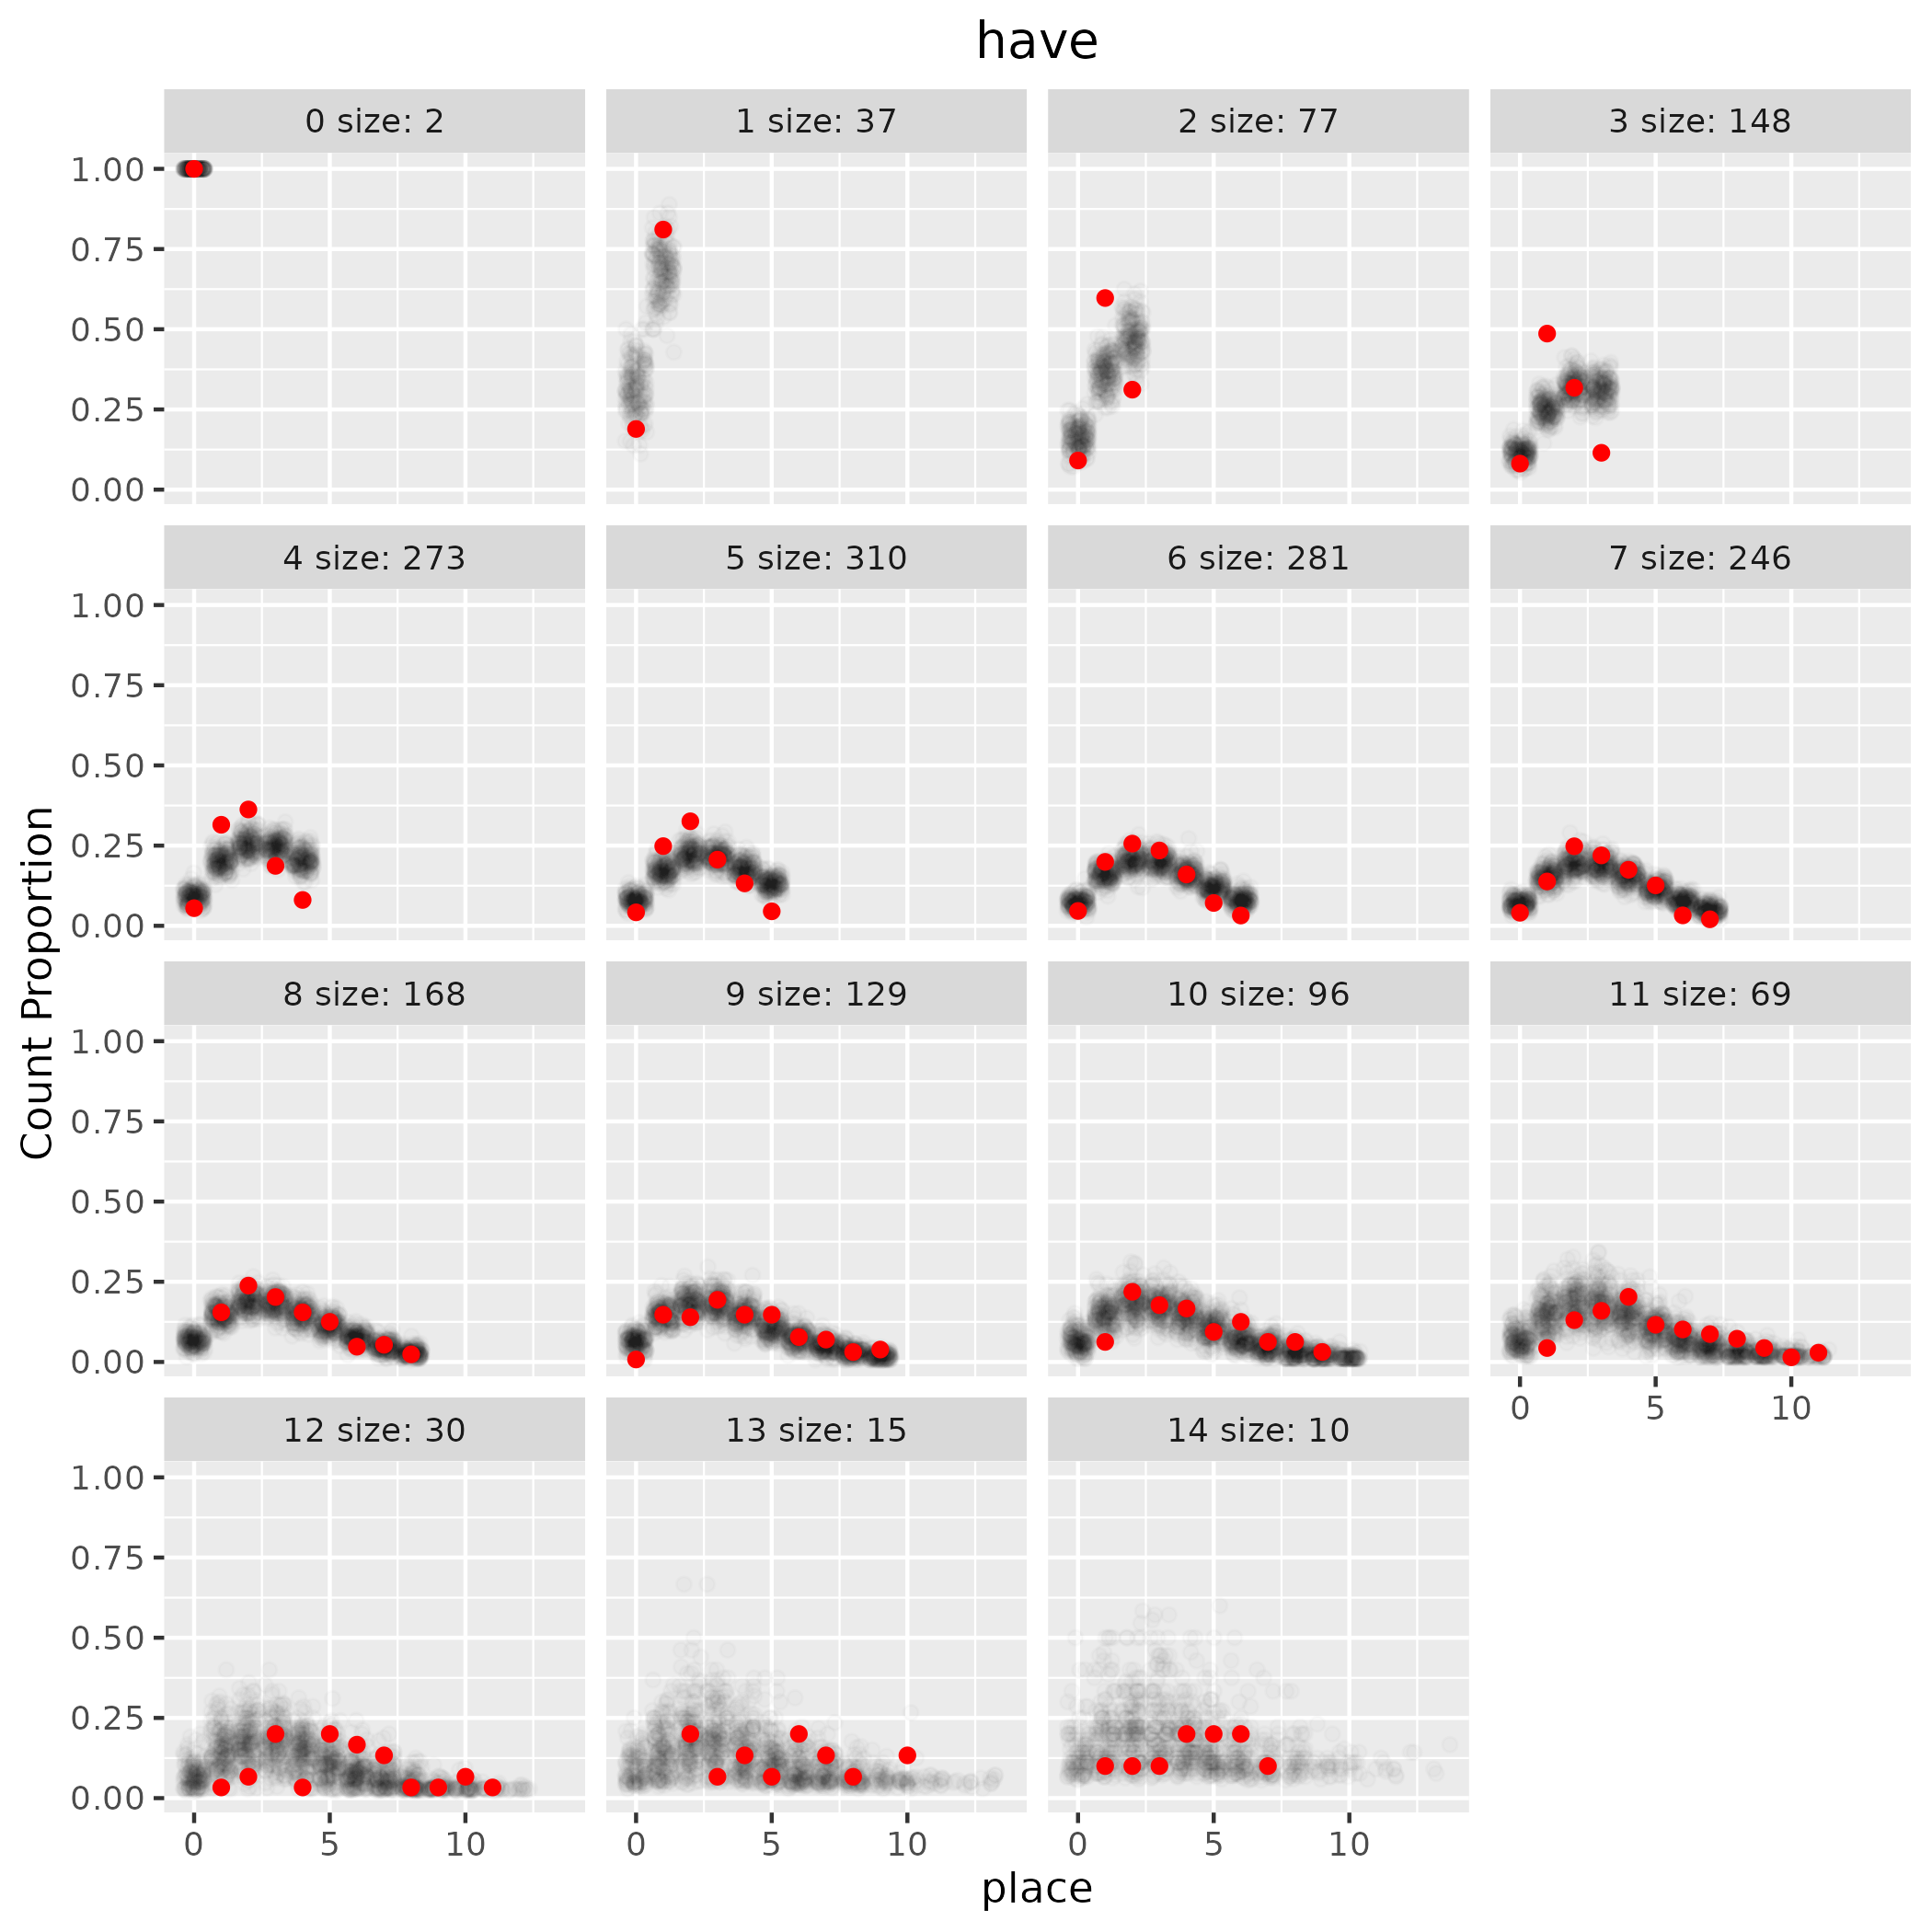 have
0 size: 2
1 size: 37
2 size: 77
3 size: 148
1.00
0.75
0.50
0.25
0.00
4 size: 273
5 size: 310
6 size: 281
7 size: 246
1.00
0.75
0.50
0.25
0.00
Count Proportion
8 size: 168
9 size: 129
10 size: 96
11 size: 69
1.00
0.75
0.50
0.25
0.00
0 5 10
12 size: 30
13 size: 15
14 size: 10
1.00
0.75
0.50
0.25
0.00
0 5 10
0 5 10
0 5 10
place